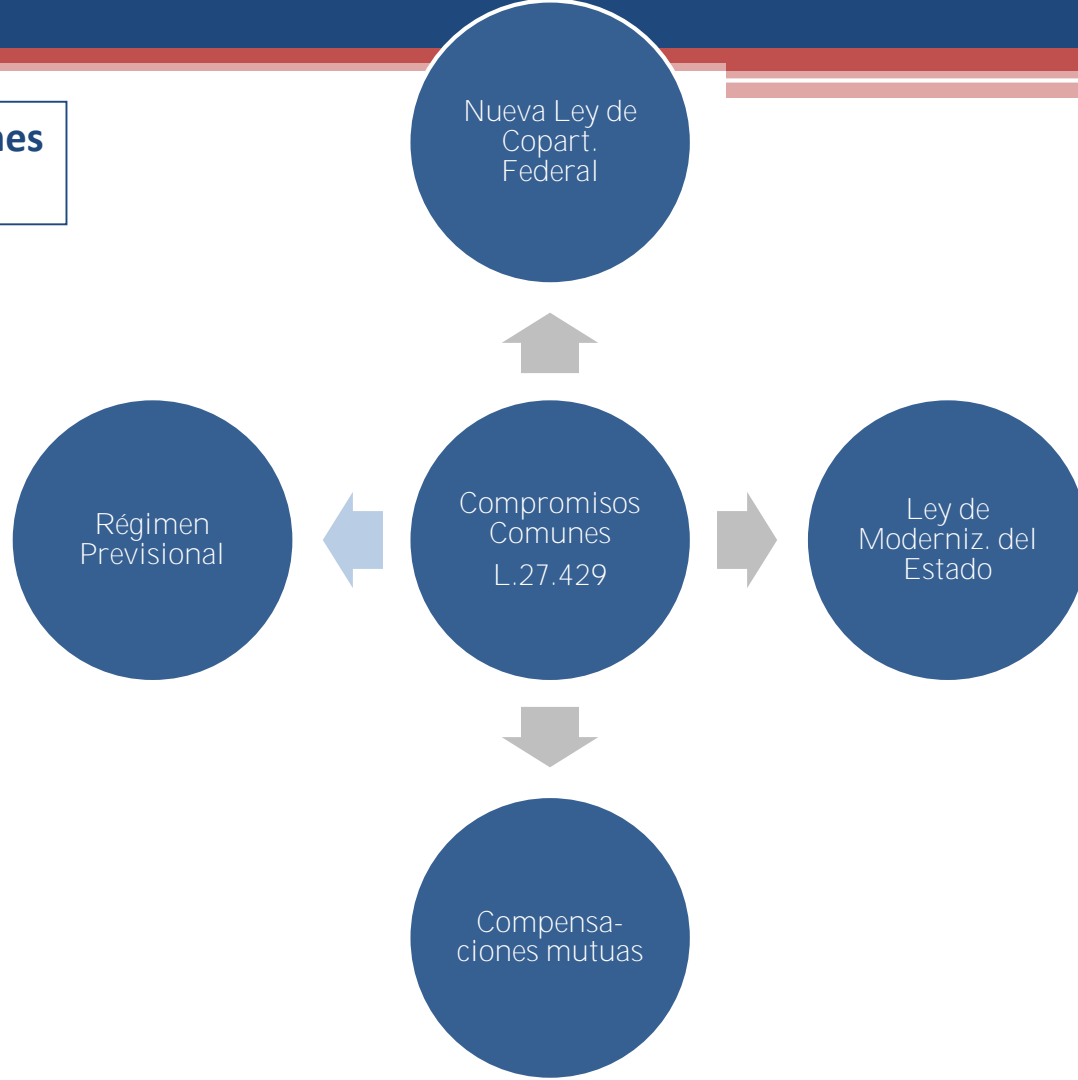 Nueva Ley de
Copart.
Federal
Régimen
Previsional
Compromisos
Comunes
L.27.429
Ley de
Moderniz. del
Estado
Compensa-
ciones mutuas